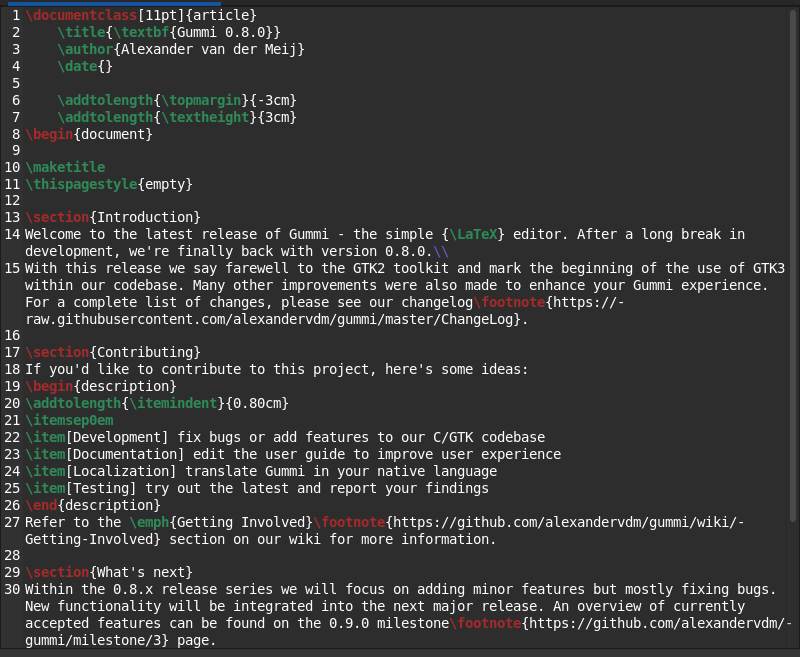 1 \documentclass[11pt]{article}
2     \title{\textbf{Gummi 0.8.0}}
3     \author{Alexander van der Meij}
4     \date{}
5
6     \addtolength{\topmargin}{-3cm}
7     \addtolength{\textheight}{3cm}
8 \begin{document}
9
10 \maketitle
11 \thispagestyle{empty}
12
13 \section{Introduction}
14 Welcome to the latest release of Gummi - the simple {\LaTeX} editor. After a long break in
development, we're finally back with version 0.8.0.\\
15 With this release we say farewell to the GTK2 toolkit and mark the beginning of the use of GTK3
within our codebase. Many other improvements were also made to enhance your Gummi experience.
For a complete list of changes, please see our changelog\footnote{https://-
raw.githubusercontent.com/alexandervdm/gummi/master/ChangeLog}.
16
17 \section{Contributing}
18 If you'd like to contribute to this project, here's some ideas:
19 \begin{description}
20 \addtolength{\itemindent}{0.80cm}
21 \itemsep0em
22 \item[Development] fix bugs or add features to our C/GTK codebase
23 \item[Documentation] edit the user guide to improve user experience
24 \item[Localization] translate Gummi in your native language
25 \item[Testing] try out the latest and report your findings
26 \end{description}
27 Refer to the \emph{Getting Involved}\footnote{https://github.com/alexandervdm/gummi/wiki/-
Getting-Involved} section on our wiki for more information.
28
29 \section{What's next}
30 Within the 0.8.x release series we will focus on adding minor features but mostly fixing bugs.
New functionality will be integrated into the next major release. An overview of currently
accepted features can be found on the 0.9.0 milestone\footnote{https://github.com/alexandervdm/-
gummi/milestone/3} page.